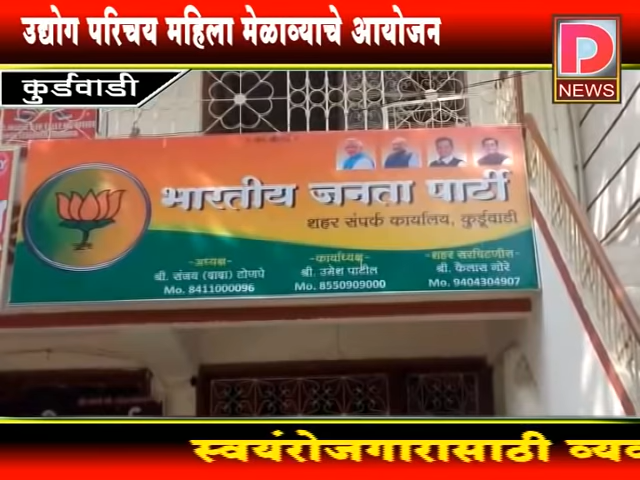 उद्योग परिचय महिला मेळाव्याचे आयोजन
D
NEWS
कुर्डवाडी
भारतीय जनता पार्टी
शहर संपर्क कार्यालय, कुर्डूवाडी
-अध्यक्ष-
श्री. संजय (बाबा) टोणपे
Mo. 8411000096
-कार्याध्यक्ष-
श्री. उमेश पाटील
Mo. 8550909000
-शहर सरचिटणीस-
श्री. कैलास गोरे
Mo. 9404304907
स्वयंरोजगारासाठी व्यव